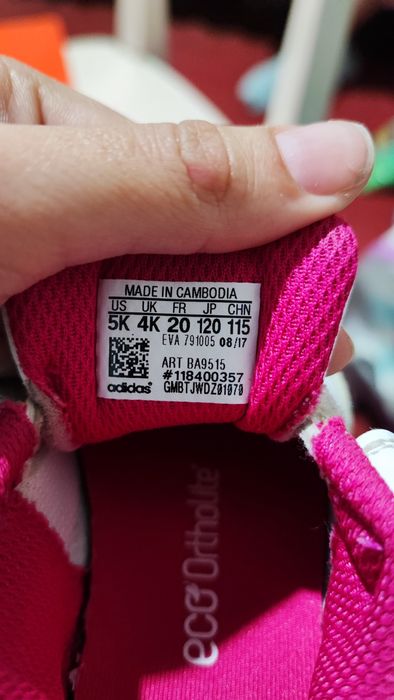 MADE IN CAMBODIA
US UK FR JP CHN
5K 4K 20 120 115
EVA 791005 08/17
ART BA9515
#118400357
adidas® GMBTJWDZ01070
eco Ortholite®